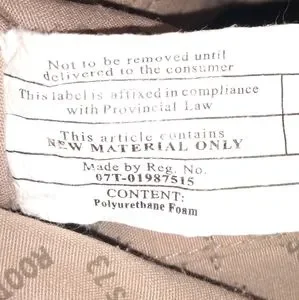 Not to be removed until
delivered to the consumer
This label is affixed in compliance
with Provincial Law
This article contains
NEW MATERIAL ONLY
Made by Reg. No.
07T-01987515
CONTENT:
Polyurethane Foam
ROOT